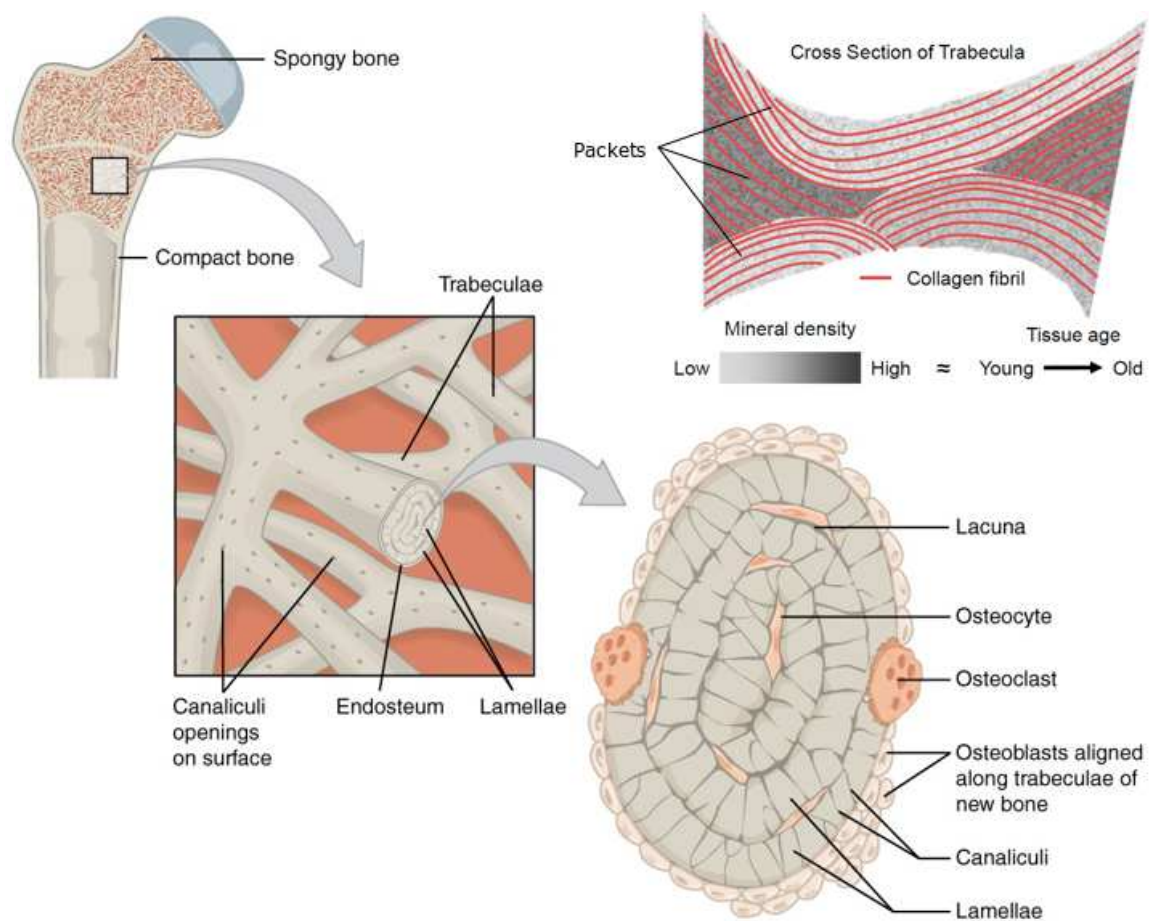 Spongy bone
Compact bone
Cross Section of Trabecula
Packets
Collagen fibril
Mineral density
Tissue age
Low
High
≈
Young
Old
Trabeculae
Canaliculi
openings
on surface
Endosteum
Lamellae
Lacuna
Osteocyte
Osteoclast
Osteoblasts aligned
along trabeculae of
new bone
Canaliculi
Lamellae